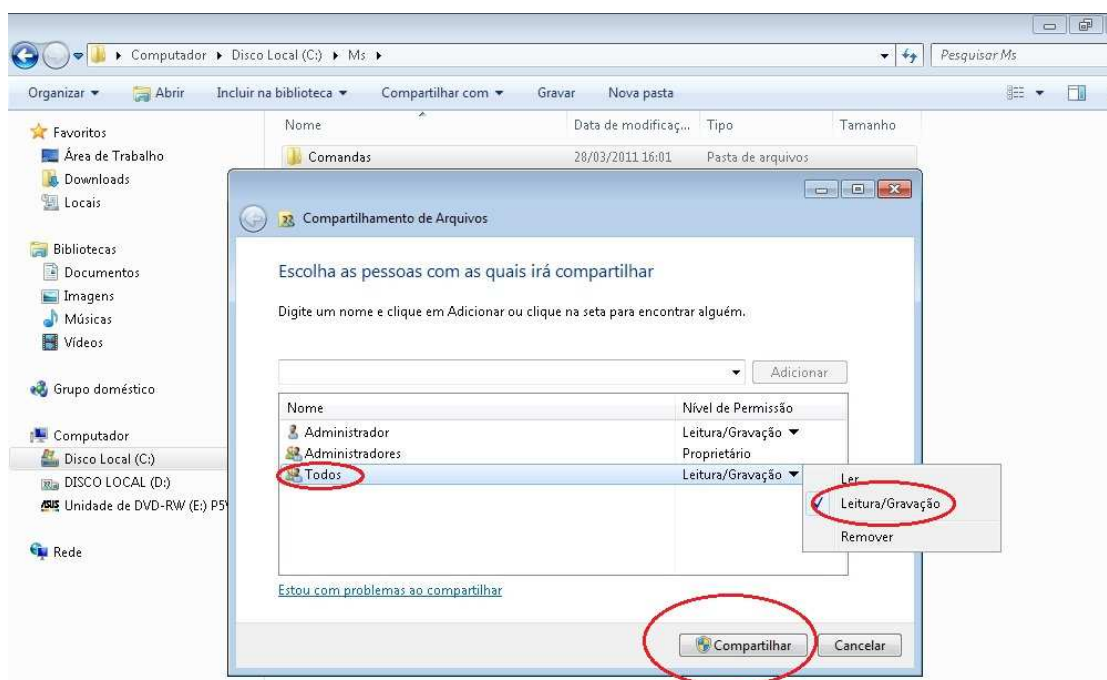 Computador ▸ Disco Local (C:) ▸ Ms ▸
Pesquisar Ms
Organizar Abrir Incluir na biblioteca Compartilhar com Gravar Nova pasta
Favoritos
Área de Trabalho
Downloads
Locais
Bibliotecas
Documentos
Imagens
Músicas
Vídeos
Grupo doméstico
Computador
Disco Local (C:)
DISCO LOCAL (D:)
Unidade de DVD-RW (E:)
Rede
Nome Data de modificaç... Tipo Tamanho
Comandas 28/03/2011 16:01 Pasta de arquivos
Compartilhamento de Arquivos
Escolha as pessoas com as quais irá compartilhar
Digite um nome e clique em Adicionar ou clique na seta para encontrar alguém.
Adicionar
Nome Nível de Permissão
Administrador Leitura/Gravação
Administradores Proprietário
Todos Leitura/Gravação
Ler
Leitura/Gravação
Remover
Estou com problemas ao compartilhar
Compartilhar Cancelar